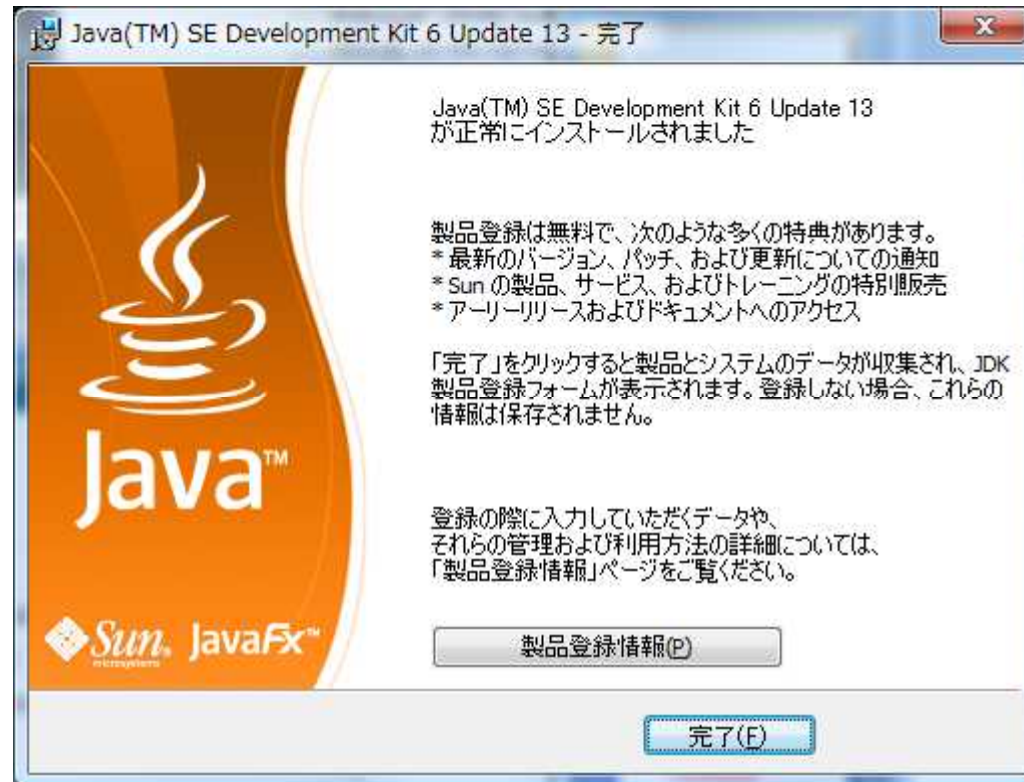 Java(TM) SE Development Kit 6 Update 13 - 完了
Java(TM) SE Development Kit 6 Update 13
が正常にインストールされました
製品登録は無料で、次のような多くの特典があります。
* 最新のバージョン、パッチ、および更新についての通知
* Sun の製品、サービス、およびトレーニングの特別販売
* アーリーリリースおよびドキュメントへのアクセス
「完了」をクリックすると製品とシステムのデータが収集され、JDK
製品登録フォームが表示されます。登録しない場合、これらの
情報は保存されません。
Java™
登録の際に入力していただくデータや、
それらの管理および利用方法の詳細については、
「製品登録情報」ページをご覧ください。
Sun microsystems JavaFX™
製品登録情報(P)
完了(F)